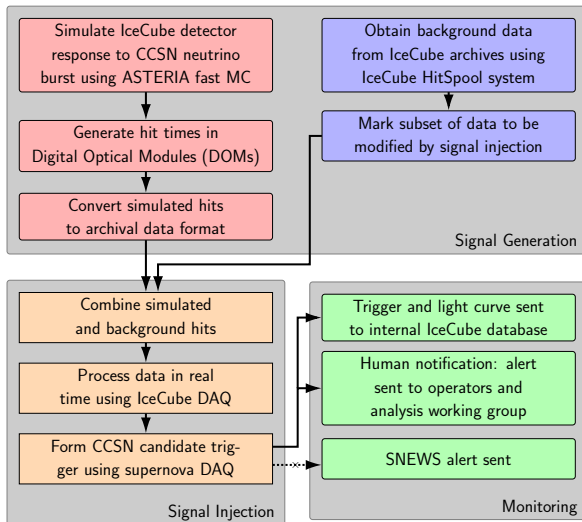 Simulate IceCube detector
response to CCSN neutrino
burst using ASTERIA fast MC
Generate hit times in
Digital Optical Modules (DOMs)
Convert simulated hits
to archival data format
Obtain background data
from IceCube archives using
IceCube HitSpool system
Mark subset of data to be
modified by signal injection
Signal Generation
Combine simulated
and background hits
Process data in real
time using IceCube DAQ
Form CCSN candidate trig-
ger using supernova DAQ
Signal Injection
Trigger and light curve sent
to internal IceCube database
Human notification: alert
sent to operators and
analysis working group
SNEWS alert sent
Monitoring